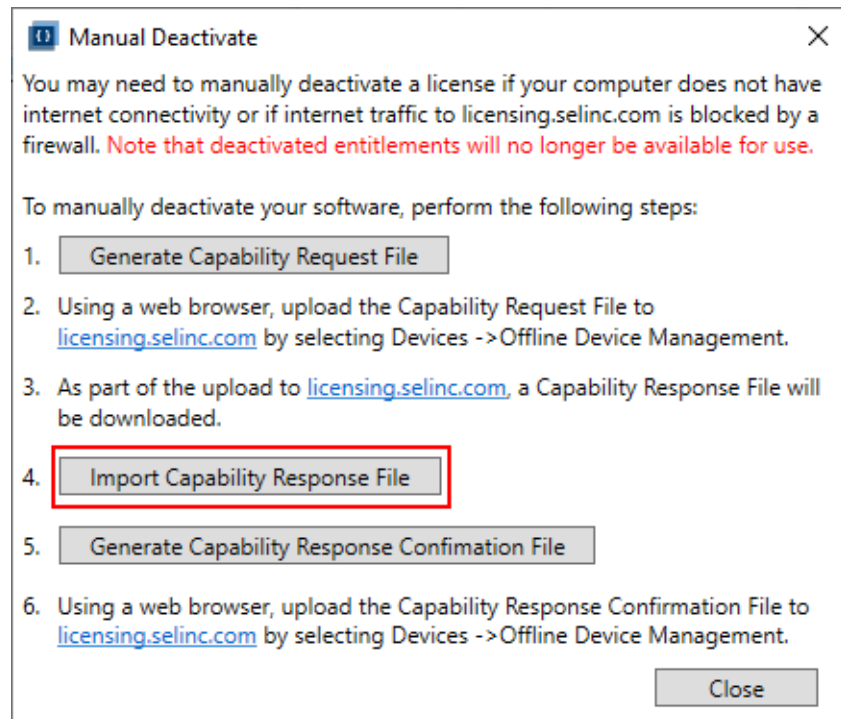 Manual Deactivate
You may need to manually deactivate a license if your computer does not have
internet connectivity or if internet traffic to licensing.selinc.com is blocked by a
firewall. Note that deactivated entitlements will no longer be available for use.
To manually deactivate your software, perform the following steps:
1. Generate Capability Request File
2. Using a web browser, upload the Capability Request File to
licensing.selinc.com by selecting Devices ->Offline Device Management.
3. As part of the upload to licensing.selinc.com, a Capability Response File will
be downloaded.
4. Import Capability Response File
5. Generate Capability Response Confimation File
6. Using a web browser, upload the Capability Response Confirmation File to
licensing.selinc.com by selecting Devices ->Offline Device Management.
Close